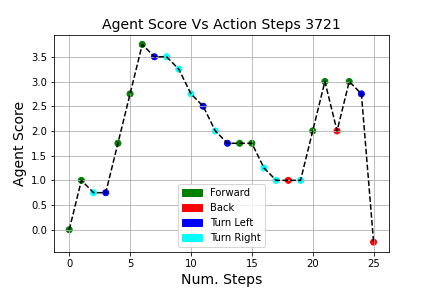 Agent Score Vs Action Steps 3721
Agent Score
3.5
3.0
2.5
2.0
1.5
1.0
0.5
0.0
Forward
Back
Turn Left
Turn Right
0 5 10 15 20 25
Num. Steps